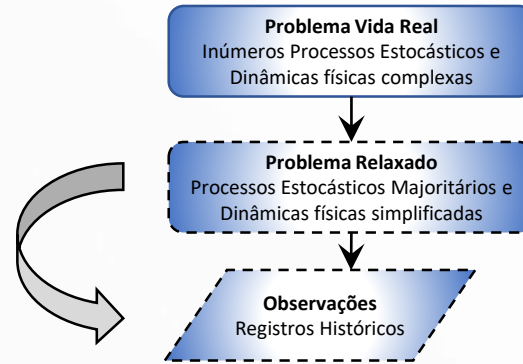 Problema Vida Real
Inúmeros Processos Estocásticos e
Dinâmicas físicas complexas
Problema Relaxado
Processos Estocásticos Majoritários e
Dinâmicas físicas simplificadas
Observações
Registros Históricos